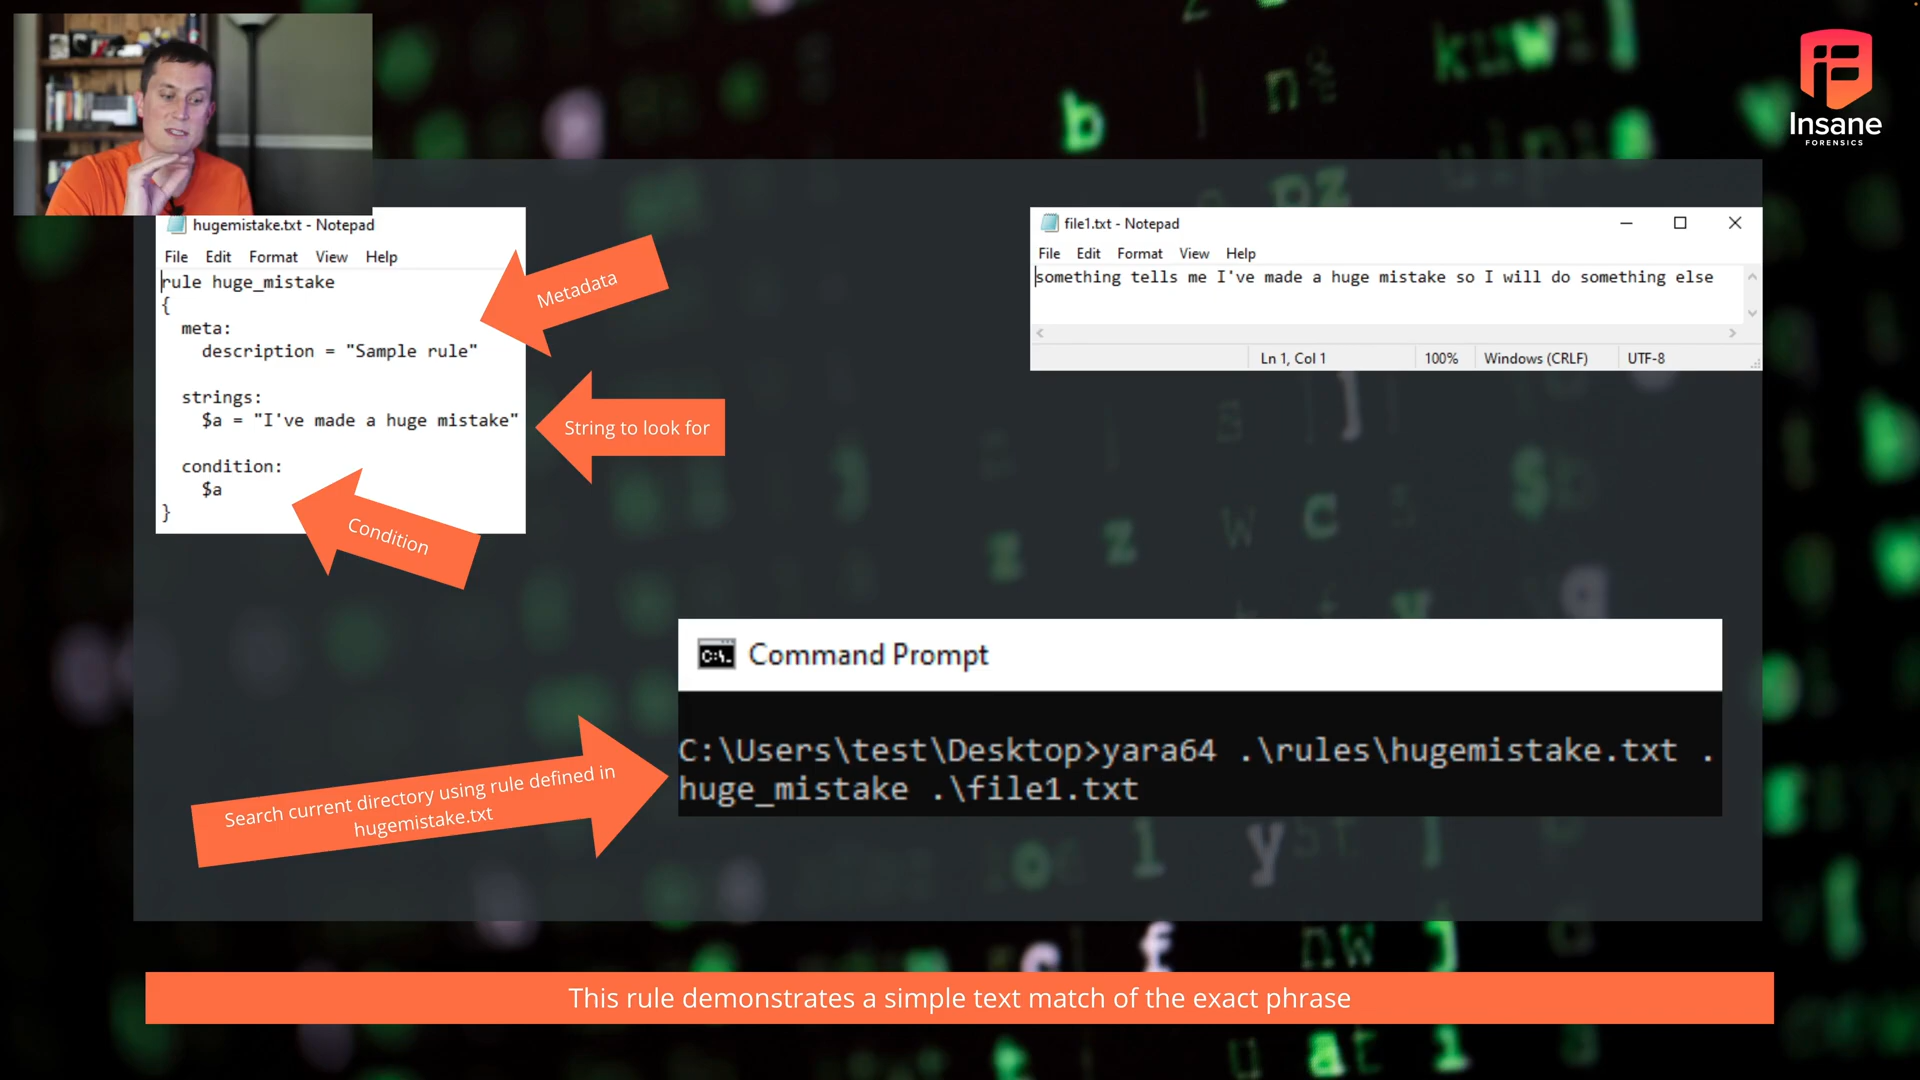 Insane
FORENSICS
hugemistake.txt - Notepad
File Edit Format View Help
rule huge_mistake
{
meta:
description = "Sample rule"
strings:
$a = "I've made a huge mistake"
condition:
$a
}
Metadata
String to look for
Condition
file1.txt - Notepad
File Edit Format View Help
something tells me I've made a huge mistake so I will do something else
Ln 1, Col 1 100% Windows (CRLF) UTF-8
Command Prompt
C:\Users\test\Desktop>yara64 .\rules\hugemistake.txt .
huge_mistake .\file1.txt
Search current directory using rule defined in
hugemistake.txt
This rule demonstrates a simple text match of the exact phrase